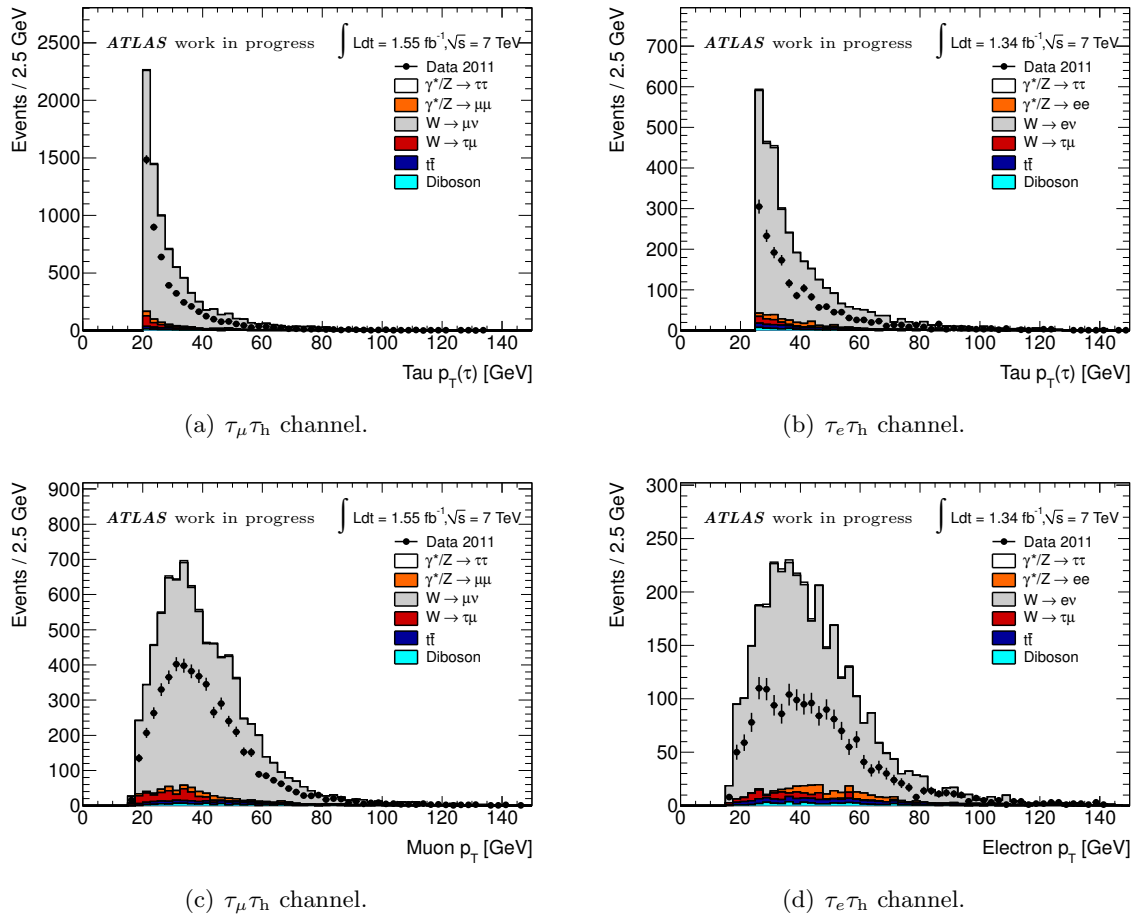 Events / 2.5 GeV
2500
2000
1500
1000
500
0
ATLAS work in progress
∫ Ldt = 1.55 fb⁻¹,√s = 7 TeV
Data 2011
γ*/Z → ττ
γ*/Z → μμ
W → μν
W → τμ
tt̄
Diboson
0 20 40 60 80 100 120 140
Tau p_T(τ) [GeV]
(a) τ_μτ_h channel.
Events / 2.5 GeV
700
600
500
400
300
200
100
0
ATLAS work in progress
∫ Ldt = 1.34 fb⁻¹,√s = 7 TeV
Data 2011
γ*/Z → ττ
γ*/Z → ee
W → eν
W → τμ
tt̄
Diboson
0 20 40 60 80 100 120 140
Tau p_T(τ) [GeV]
(b) τ_eτ_h channel.
Events / 2.5 GeV
900
800
700
600
500
400
300
200
100
0
ATLAS work in progress
∫ Ldt = 1.55 fb⁻¹,√s = 7 TeV
Data 2011
γ*/Z → ττ
γ*/Z → μμ
W → μν
W → τμ
tt̄
Diboson
0 20 40 60 80 100 120 140
Muon p_T [GeV]
(c) τ_μτ_h channel.
Events / 2.5 GeV
300
250
200
150
100
50
0
ATLAS work in progress
∫ Ldt = 1.34 fb⁻¹,√s = 7 TeV
Data 2011
γ*/Z → ττ
γ*/Z → ee
W → eν
W → τμ
tt̄
Diboson
0 20 40 60 80 100 120 140
Electron p_T [GeV]
(d) τ_eτ_h channel.